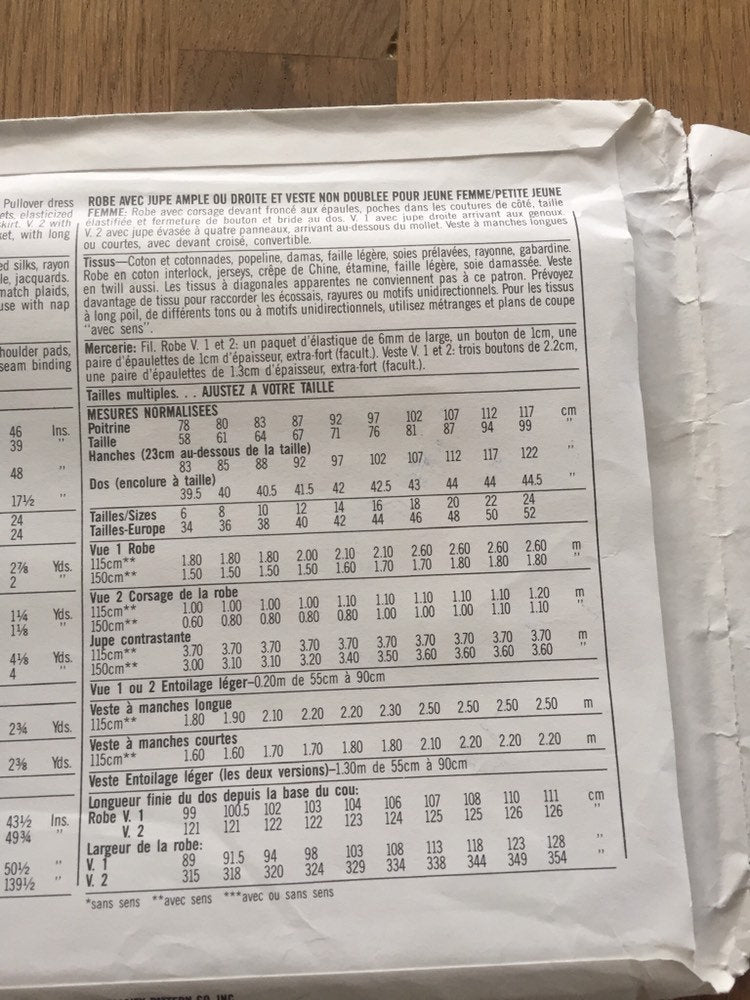 Pullover dress
ets, elasticized
skirt. V. 2 with
ket, with long
ed silks, rayon
le, jacquards.
match plaids,
use with nap
houlder pads,
seam binding
46 Ins.
39 "
48 "
17½ "
24
24
2⅞ Yds.
2 "
1¼ Yds.
1⅛ "
4⅛ Yds.
4 "
2¾ Yds.
2⅜ Yds.
43½ Ins.
49¾ "
50½ "
139½ "
ROBE AVEC JUPE AMPLE OU DROITE ET VESTE NON DOUBLEE POUR JEUNE FEMME/PETITE JEUNE
FEMME: Robe avec corsage devant froncé aux épaules, poches dans les coutures de côté, taille
élastifiée et fermeture de bouton et bride au dos. V. 1 avec jupe droite arrivant aux genoux.
V. 2 avec jupe évasée à quatre panneaux, arrivant au-dessous du mollet. Veste à manches longues
ou courtes, avec devant croisé, convertible.
Tissus—Coton et cotonnades, popeline, damas, faille légère, soies prélavées, rayonne, gabardine.
Robe en coton interlock, jerseys, crêpe de Chine, étamine, faille légère, soie damassée. Veste
en twill aussi. Les tissus à diagonales apparentes ne conviennent pas à ce patron. Prévoyez
davantage de tissu pour raccorder les écossais, rayures ou motifs unidirectionnels. Pour les tissus
à long poil, de différents tons ou à motifs unidirectionnels, utilisez métranges et plans de coupe
"avec sens".
Mercerie: Fil. Robe V. 1 et 2: un paquet d'élastique de 6mm de large, un bouton de 1cm, une
paire d'épaulettes de 1cm d'épaisseur, extra-fort (facult.). Veste V. 1 et 2: trois boutons de 2.2cm,
une paire d'épaulettes de 1.3cm d'épaisseur, extra-fort (facult.).
Tailles multiples. . . AJUSTEZ A VOTRE TAILLE
MESURES NORMALISEES
Poitrine 78 80 83 87 92 97 102 107 112 117 cm
Taille 58 61 64 67 71 76 81 87 94 99 "
Hanches (23cm au-dessous de la taille)
83 85 88 92 97 102 107 112 117 122 "
Dos (encolure à taille)
39.5 40 40.5 41.5 42 42.5 43 44 44 44.5 "
Tailles/Sizes 6 8 10 12 14 16 18 20 22 24
Tailles-Europe 34 36 38 40 42 44 46 48 50 52
Vue 1 Robe
115cm** 1.80 1.80 1.80 2.00 2.10 2.10 2.60 2.60 2.60 2.60 m
150cm** 1.50 1.50 1.50 1.50 1.60 1.70 1.70 1.80 1.80 1.80 "
Vue 2 Corsage de la robe
115cm** 1.00 1.00 1.00 1.00 1.10 1.10 1.10 1.10 1.10 1.20 m
150cm** 0.60 0.80 0.80 0.80 0.80 1.00 1.00 1.00 1.10 1.10 "
Jupe contrastante
115cm** 3.70 3.70 3.70 3.70 3.70 3.70 3.70 3.70 3.70 3.70 m
150cm** 3.00 3.10 3.10 3.20 3.40 3.50 3.60 3.60 3.60 3.60 "
Vue 1 ou 2 Entoilage léger–0.20m de 55cm à 90cm
Veste à manches longue
115cm** 1.80 1.90 2.10 2.20 2.20 2.30 2.50 2.50 2.50 2.50 m
Veste à manches courtes
115cm** 1.60 1.60 1.70 1.70 1.80 1.80 2.10 2.20 2.20 2.20 m
Veste Entoilage léger (les deux versions)–1.30m de 55cm à 90cm
Longueur finie du dos depuis la base du cou:
Robe V. 1 99 100.5 102 103 104 106 107 108 110 111 cm
V. 2 121 121 122 122 123 124 125 125 126 126 "
Largeur de la robe:
V. 1 89 91.5 94 98 103 108 113 118 123 128 "
V. 2 315 318 320 324 329 334 338 344 349 354 "
*sans sens **avec sens ***avec ou sans sens
PATTERN CO. INC.